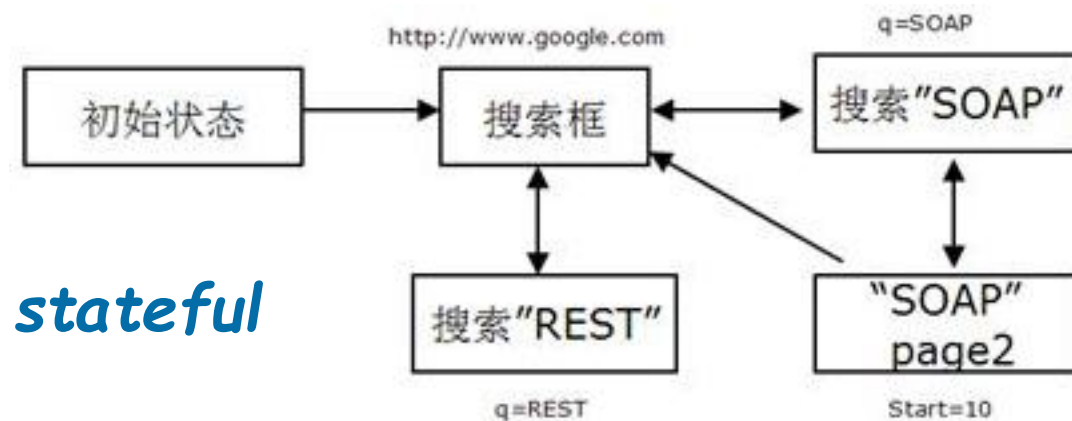 http://www.google.com
q=SOAP
初始状态
搜索框
搜索"SOAP"
stateful
搜索"REST"
"SOAP"
page2
q=REST
Start=10